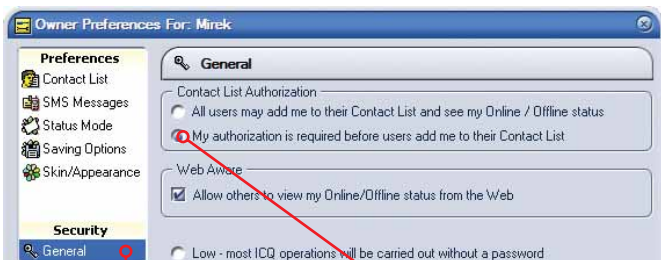 Owner Preferences For: Mirek
Preferences
Contact List
SMS Messages
Status Mode
Saving Options
Skin/Appearance
Security
General
General
Contact List Authorization
All users may add me to their Contact List and see my Online / Offline status
My authorization is required before users add me to their Contact List
Web Aware
Allow others to view my Online/Offline status from the Web
Low - most ICQ operations will be carried out without a password